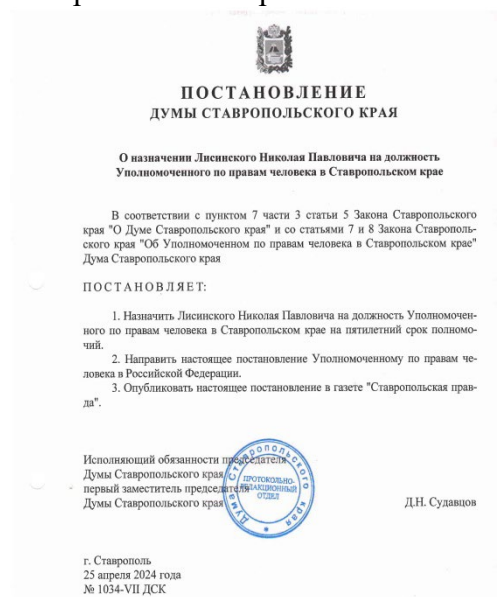 ПОСТАНОВЛЕНИЕ
ДУМЫ СТАВРОПОЛЬСКОГО КРАЯ
О назначении Лисинского Николая Павловича на должность
Уполномоченного по правам человека в Ставропольском крае
В соответствии с пунктом 7 части 3 статьи 5 Закона Ставропольского
края "О Думе Ставропольского края" и со статьями 7 и 8 Закона Ставрополь-
ского края "Об Уполномоченном по правам человека в Ставропольском крае"
Дума Ставропольского края
ПОСТАНОВЛЯЕТ:
1. Назначить Лисинского Николая Павловича на должность Уполномочен-
ного по правам человека в Ставропольском крае на пятилетний срок полномо-
чий.
2. Направить настоящее постановление Уполномоченному по правам че-
ловека в Российской Федерации.
3. Опубликовать настоящее постановление в газете "Ставропольская прав-
да".
Исполняющий обязанности председателя
Думы Ставропольского края
первый заместитель председателя
Думы Ставропольского края
Д.Н. Судавцов
Дума Ставропольского края
ПРОТОКОЛЬНО-
РЕДАКЦИОННЫЙ
ОТДЕЛ
г. Ставрополь
25 апреля 2024 года
№ 1034-VII ДСК